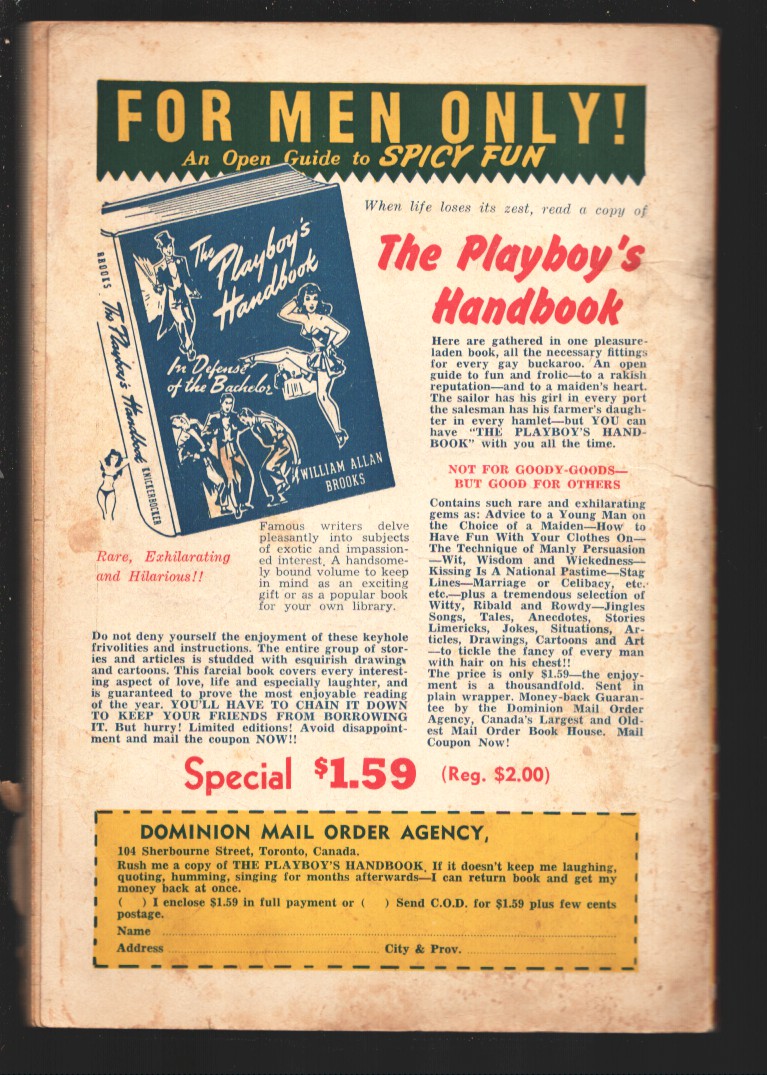 FOR MEN ONLY!
An Open Guide to SPICY FUN
When life loses its zest, read a copy of
The Playboy's
Handbook
BROOKS
The Playboy's Handbook
KNICKERBOCKER
The
Playboy's
Handbook
In Defense
of the Bachelor
WILLIAM ALLAN
BROOKS
Here are gathered in one pleasure-
laden book, all the necessary fittings
for every gay buckaroo. An open
guide to fun and frolic—to a rakish
reputation—and to a maiden's heart.
The sailor has his girl in every port
the salesman has his farmer's daugh-
ter in every hamlet—but YOU can
have "THE PLAYBOY'S HAND-
BOOK" with you all the time.
NOT FOR GOODY-GOODS—
BUT GOOD FOR OTHERS
Contains such rare and exhilarating
gems as: Advice to a Young Man on
the Choice of a Maiden—How to
Have Fun With Your Clothes On—
The Technique of Manly Persuasion
—Wit, Wisdom and Wickedness—
Kissing Is A National Pastime—Stag
Lines—Marriage or Celibacy, etc.
etc.—plus a tremendous selection of
Witty, Ribald and Rowdy—Jingles
Songs, Tales, Anecdotes, Stories
Limericks, Jokes, Situations, Ar-
ticles, Drawings, Cartoons and Art
—to tickle the fancy of every man
with hair on his chest!!
The price is only $1.59—the enjoy-
ment is a thousandfold. Sent in
plain wrapper. Money-back Guaran-
tee by the Dominion Mail Order
Agency, Canada's Largest and Old-
est Mail Order Book House. Mail
Coupon Now!
Rare, Exhilarating
and Hilarious!!
Famous writers delve
pleasantly into subjects
of exotic and impassion-
ed interest. A handsome-
ly bound volume to keep
in mind as an exciting
gift or as a popular book
for your own library.
Do not deny yourself the enjoyment of these keyhole
frivolities and instructions. The entire group of stor-
ies and articles is studded with esquirish drawings
and cartoons. This farcial book covers every interest-
ing aspect of love, life and especially laughter, and
is guaranteed to prove the most enjoyable reading
of the year. YOU'LL HAVE TO CHAIN IT DOWN
TO KEEP YOUR FRIENDS FROM BORROWING
IT. But hurry! Limited editions! Avoid disappoint-
ment and mail the coupon NOW!!
Special $1.59 (Reg. $2.00)
DOMINION MAIL ORDER AGENCY,
104 Sherbourne Street, Toronto, Canada.
Rush me a copy of THE PLAYBOY'S HANDBOOK. If it doesn't keep me laughing,
quoting, humming, singing for months afterwards—I can return book and get my
money back at once.
( ) I enclose $1.59 in full payment or ( ) Send C.O.D. for $1.59 plus few cents
postage.
Name
Address City & Prov.